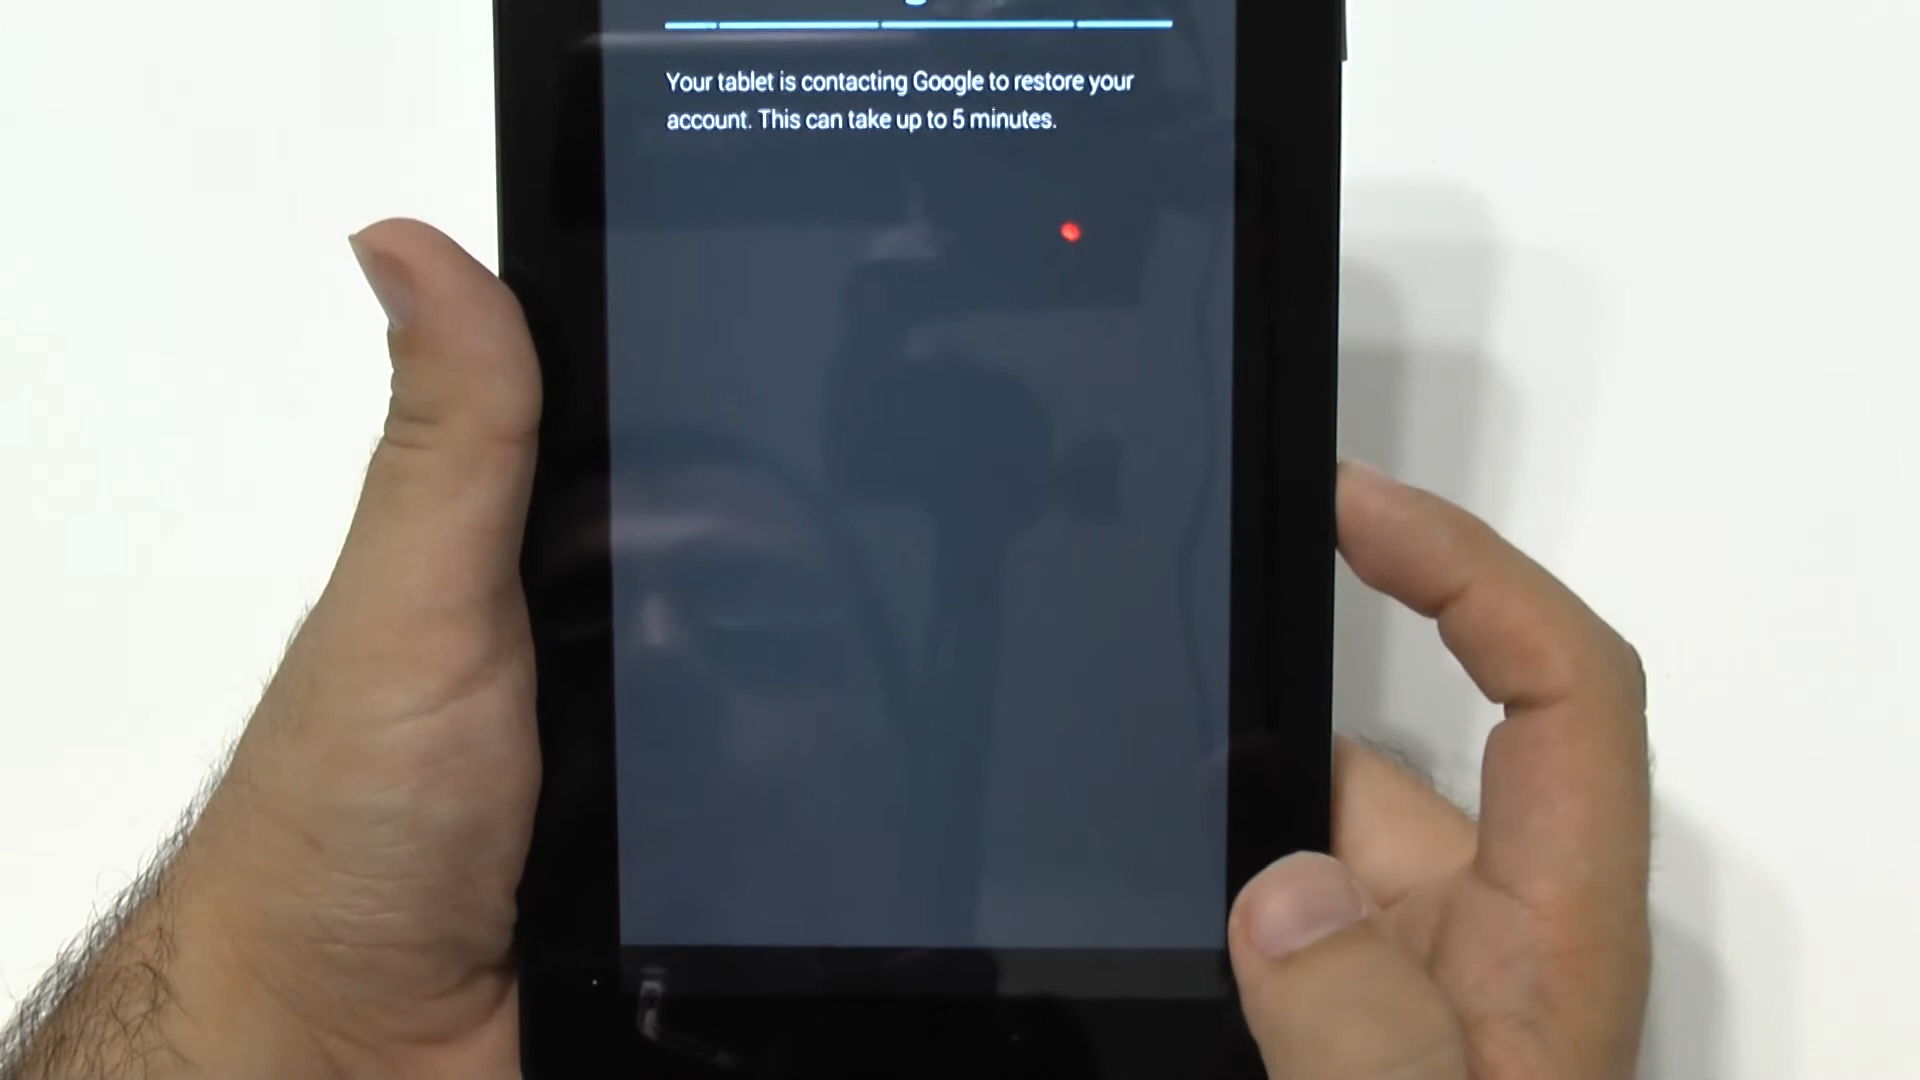 Your tablet is contacting Google to restore your
account. This can take up to 5 minutes.